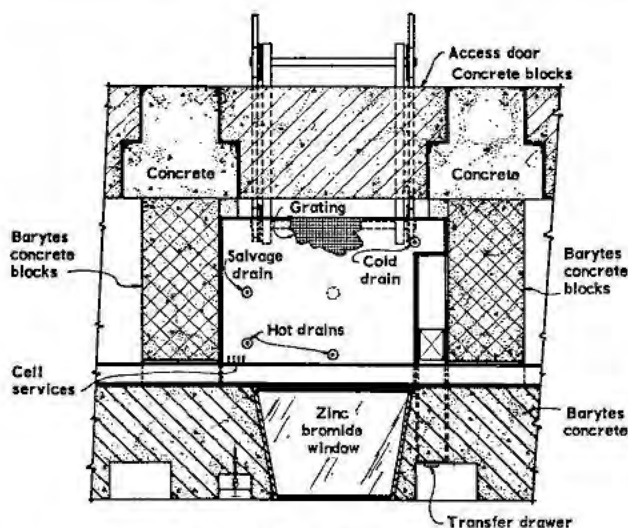 Access door
Concrete blocks
Concrete
Concrete
Grating
Barytes
concrete
blocks
Salvage
drain
Cold
drain
Barytes
concrete
blocks
Hot drains
Cell
services
Zinc
bromide
window
Barytes
concrete
Transfer drawer